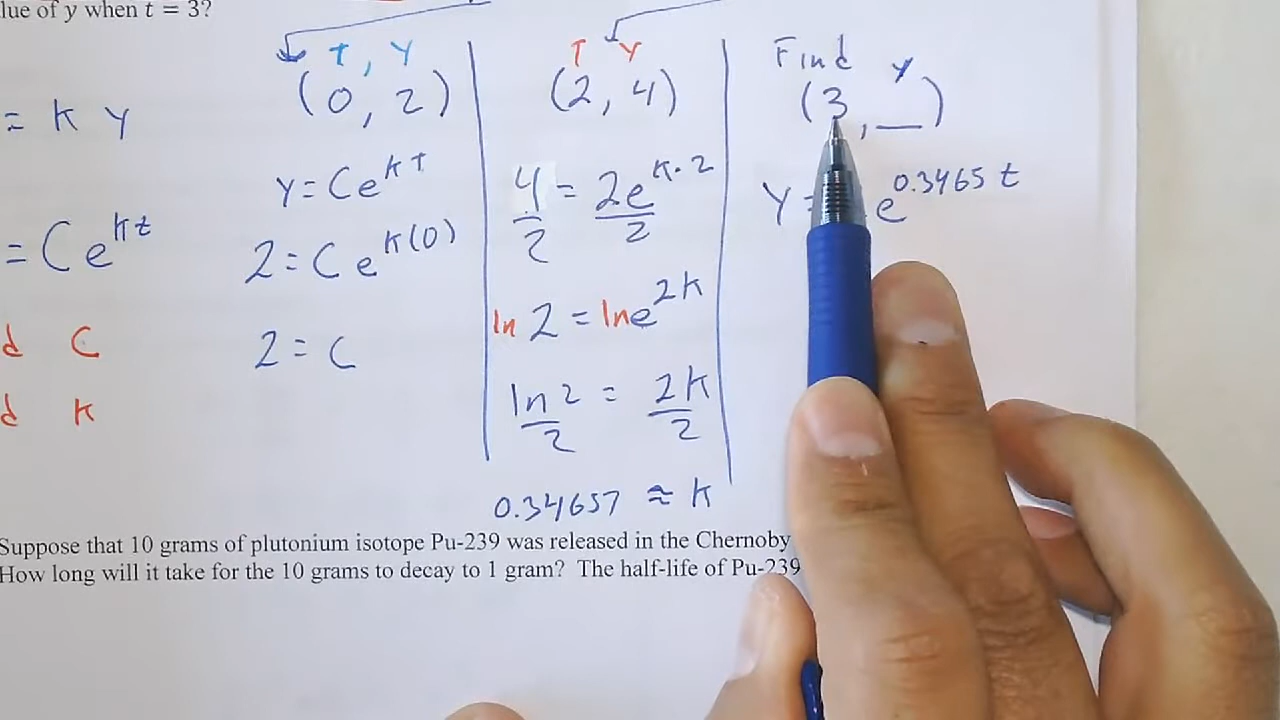 lue of y when t = 3?
= K Y
= Ce^{kt}
d C
d K
T, Y
(0, 2)
Y = Ce^{kt}
2 = Ce^{k(0)}
2 = C
T Y
(2, 4)
4/2 = 2e^{k·2}/2
ln 2 = ln e^{2k}
ln 2/2 = 2K/2
0.34657 ≈ K
Find y
(3, __)
Y = e^{0.3465 t}
Suppose that 10 grams of plutonium isotope Pu-239 was released in the Chernoby
How long will it take for the 10 grams to decay to 1 gram? The half-life of Pu-239